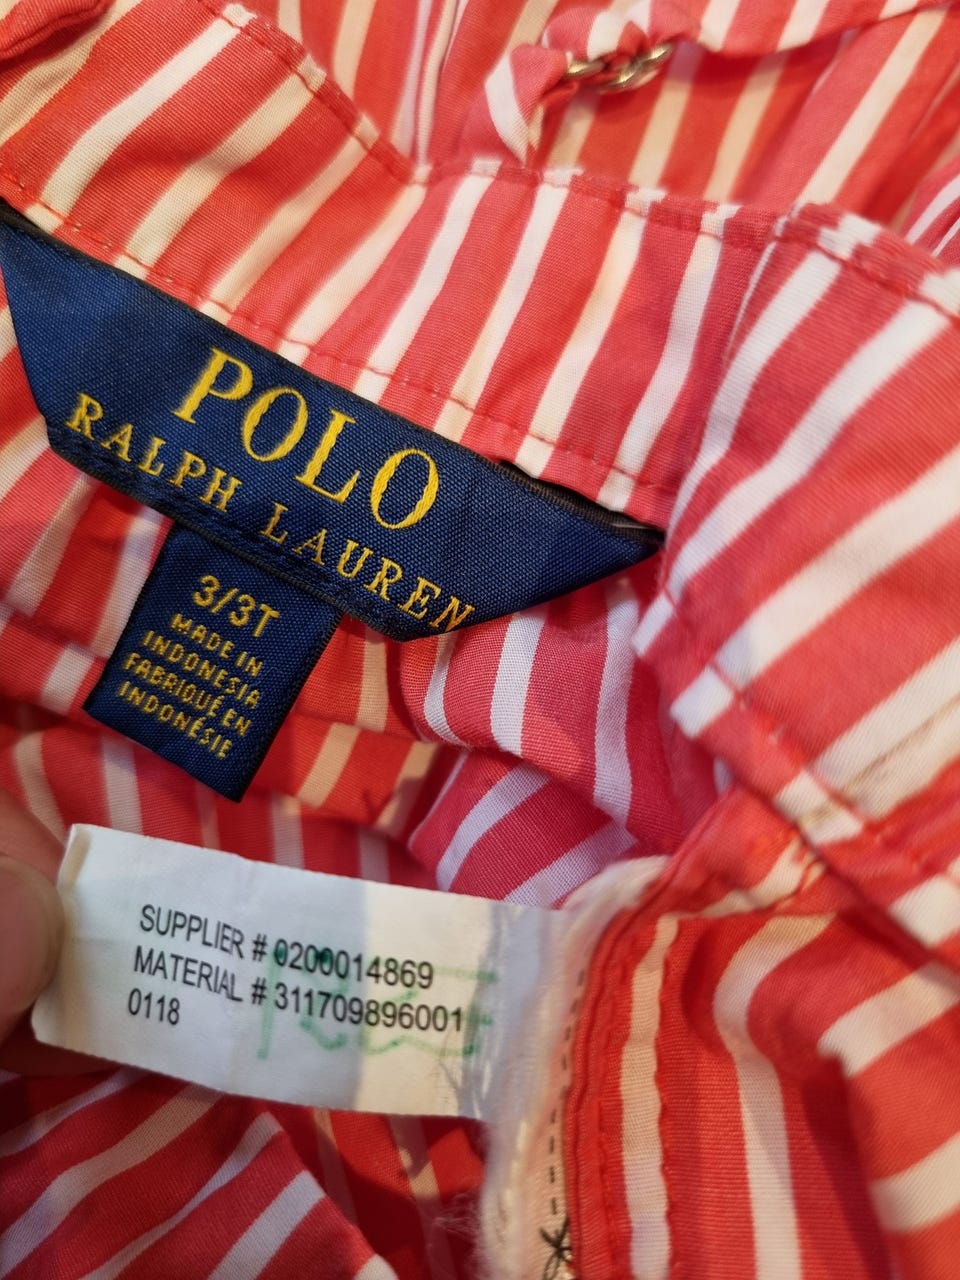 POLO
RALPH LAUREN
3/3T
MADE IN
INDONESIA
FABRIQUÉ EN
INDONÉSIE
SUPPLIER # 0200014869
MATERIAL # 311709896001
0118